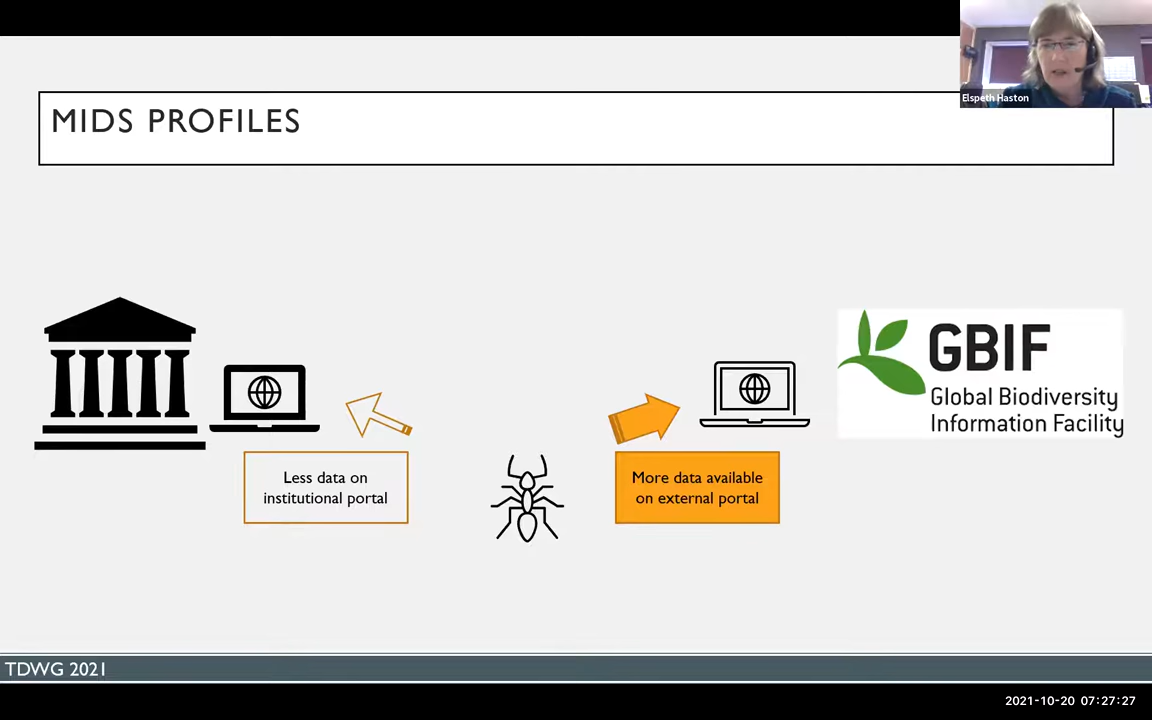 Elspeth Haston
MIDS PROFILES
GBIF
Global Biodiversity
Information Facility
Less data on
institutional portal
More data available
on external portal
TDWG 2021
2021-10-20 07:27:27